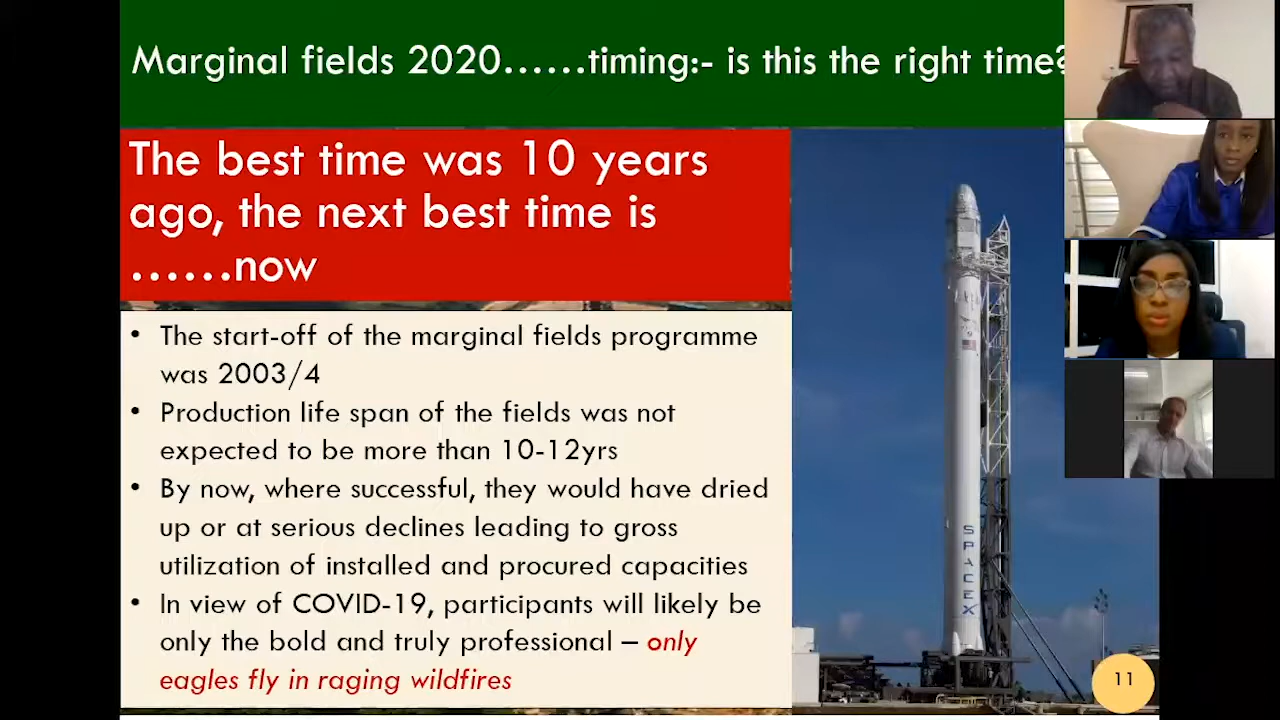 Marginal fields 2020......timing:- is this the right time?
The best time was 10 years
ago, the next best time is
......now
• The start-off of the marginal fields programme
was 2003/4
• Production life span of the fields was not
expected to be more than 10-12yrs
• By now, where successful, they would have dried
up or at serious declines leading to gross
utilization of installed and procured capacities
• In view of COVID-19, participants will likely be
only the bold and truly professional – only
eagles fly in raging wildfires
SPACEX
11